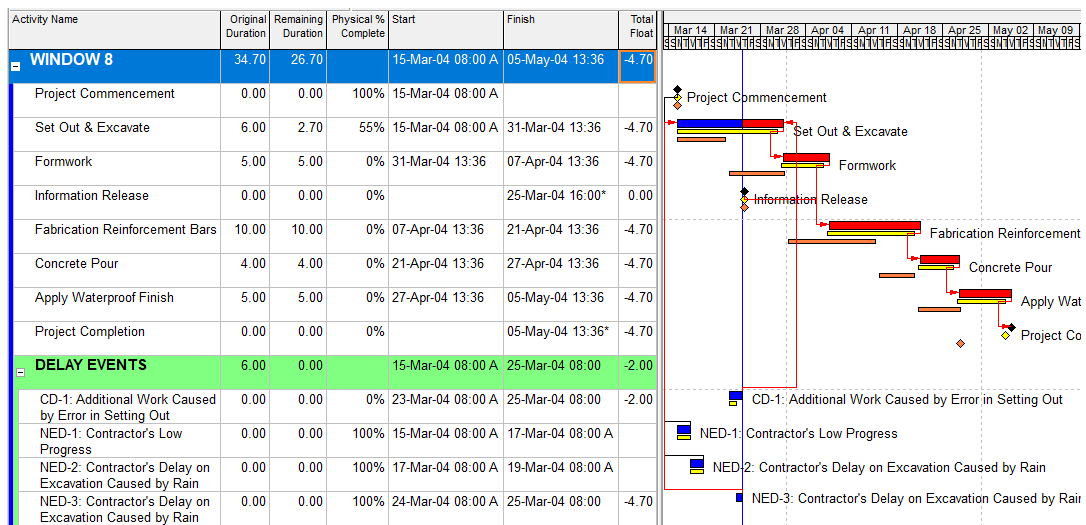 Activity Name Original Remaining Physical % Start Finish Total
Duration Duration Complete Float
Mar 14 Mar 21 Mar 28 Apr 04 Apr 11 Apr 18 Apr 25 May 02 May 09
WINDOW 8 34.70 26.70 15-Mar-04 08:00 A 05-May-04 13:36 -4.70
Project Commencement 0.00 0.00 100% 15-Mar-04 08:00 A Project Commencement
Set Out & Excavate 6.00 2.70 55% 15-Mar-04 08:00 A 31-Mar-04 13:36 -4.70 Set Out & Excavate
Formwork 5.00 5.00 0% 31-Mar-04 13:36 07-Apr-04 13:36 -4.70 Formwork
Information Release 0.00 0.00 0% 25-Mar-04 16:00* 0.00 Information Release
Fabrication Reinforcement Bars 10.00 10.00 0% 07-Apr-04 13:36 21-Apr-04 13:36 -4.70 Fabrication Reinforcement
Concrete Pour 4.00 4.00 0% 21-Apr-04 13:36 27-Apr-04 13:36 -4.70 Concrete Pour
Apply Waterproof Finish 5.00 5.00 0% 27-Apr-04 13:36 05-May-04 13:36 -4.70 Apply Wa
Project Completion 0.00 0.00 0% 05-May-04 13:36* -4.70 Project Co
DELAY EVENTS 6.00 0.00 15-Mar-04 08:00 A 25-Mar-04 08:00 -2.00
CD-1: Additional Work Caused 0.00 0.00 0% 23-Mar-04 08:00 A 25-Mar-04 08:00 -2.00 CD-1: Additional Work Caused by Error in Setting Out
by Error in Setting Out
NED-1: Contractor's Low 0.00 0.00 100% 15-Mar-04 08:00 A 17-Mar-04 08:00 A NED-1: Contractor's Low Progress
Progress
NED-2: Contractor's Delay on 0.00 0.00 100% 17-Mar-04 08:00 A 19-Mar-04 08:00 A NED-2: Contractor's Delay on Excavation Caused by Rain
Excavation Caused by Rain
NED-3: Contractor's Delay on 0.00 0.00 100% 24-Mar-04 08:00 A 25-Mar-04 08:00 -4.70 NED-3: Contractor's Delay on Excavation Caused by Rai
Excavation Caused by Rain